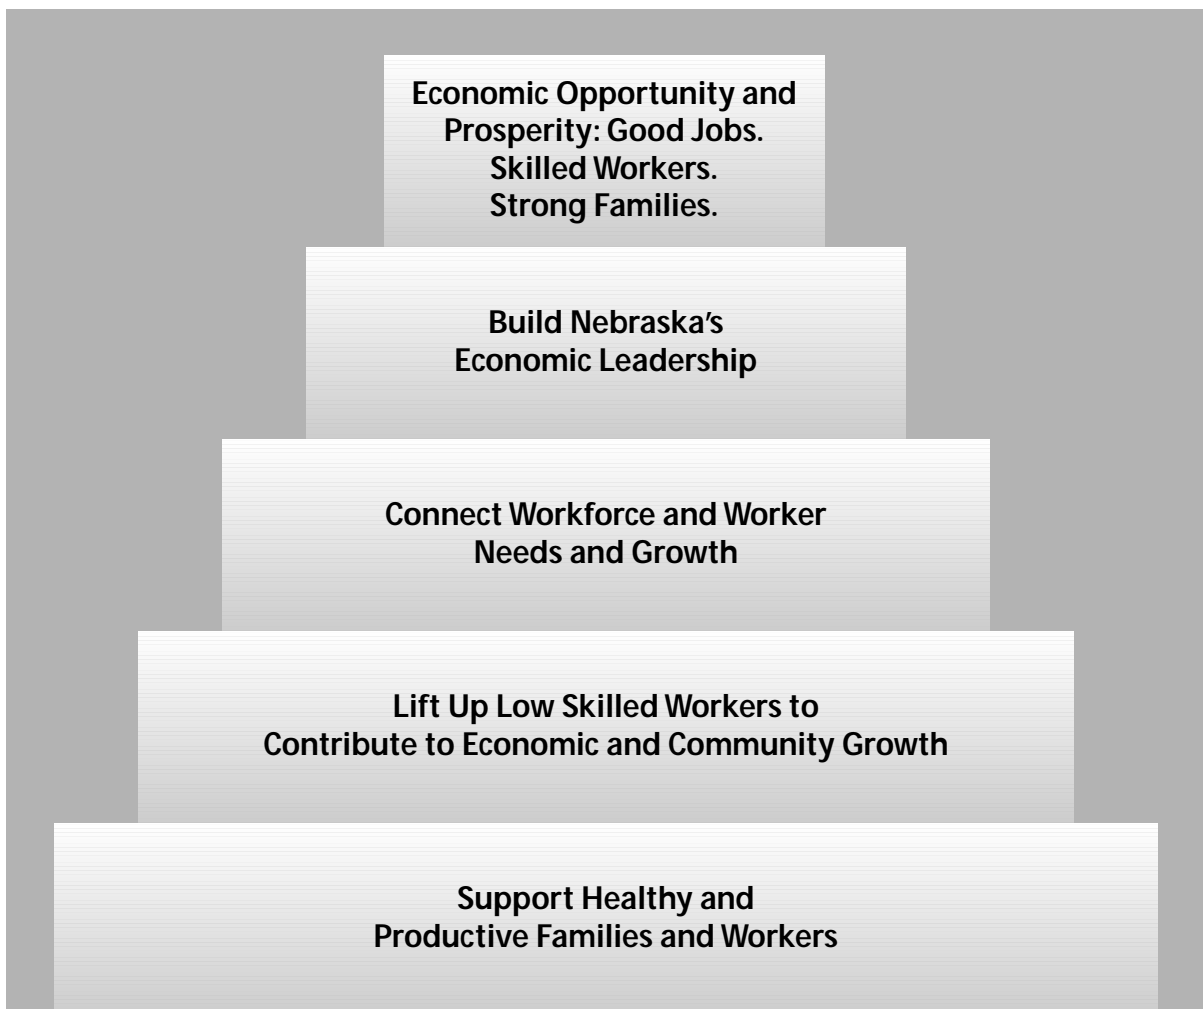 Economic Opportunity and
Prosperity: Good Jobs.
Skilled Workers.
Strong Families.
Build Nebraska's
Economic Leadership
Connect Workforce and Worker
Needs and Growth
Lift Up Low Skilled Workers to
Contribute to Economic and Community Growth
Support Healthy and
Productive Families and Workers